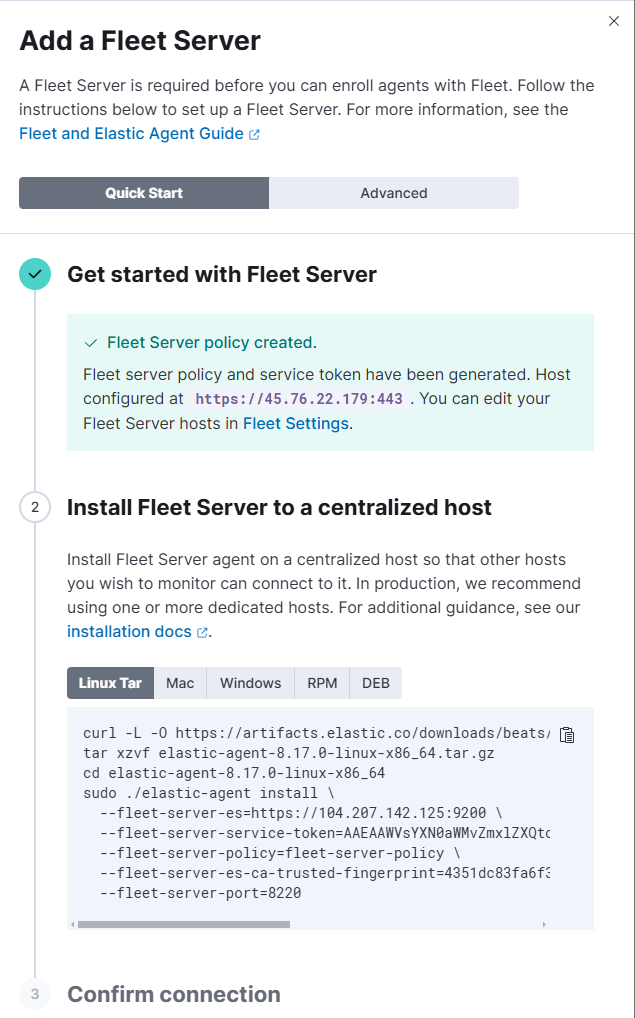 Add a Fleet Server
A Fleet Server is required before you can enroll agents with Fleet. Follow the
instructions below to set up a Fleet Server. For more information, see the
Fleet and Elastic Agent Guide
Quick Start
Advanced
Get started with Fleet Server
Fleet Server policy created.
Fleet server policy and service token have been generated. Host
configured at https://45.76.22.179:443 . You can edit your
Fleet Server hosts in Fleet Settings.
2
Install Fleet Server to a centralized host
Install Fleet Server agent on a centralized host so that other hosts
you wish to monitor can connect to it. In production, we recommend
using one or more dedicated hosts. For additional guidance, see our
installation docs .
Linux Tar
Mac
Windows
RPM
DEB
curl -L -O https://artifacts.elastic.co/downloads/beats/
tar xzvf elastic-agent-8.17.0-linux-x86_64.tar.gz
cd elastic-agent-8.17.0-linux-x86_64
sudo ./elastic-agent install \
--fleet-server-es=https://104.207.142.125:9200 \
--fleet-server-service-token=AAEAAWVsYXN0aWMvZmxlZXQtc
--fleet-server-policy=fleet-server-policy \
--fleet-server-es-ca-trusted-fingerprint=4351dc83fa6f3
--fleet-server-port=8220
3
Confirm connection